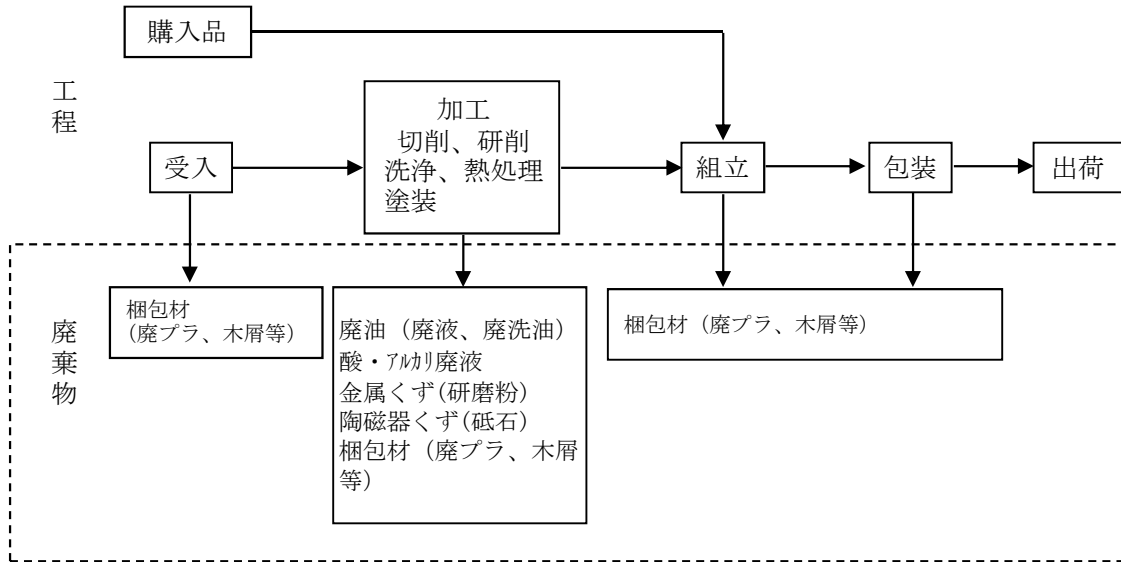 購入品
工程
受入
加工
切削、研削
洗浄、熱処理
塗装
組立
包装
出荷
廃棄物
梱包材
(廃プラ、木屑等)
廃油(廃液、廃洗油)
酸・ｱﾙｶﾘ廃液
金属くず(研磨粉)
陶磁器くず(砥石)
梱包材(廃プラ、木屑
等)
梱包材(廃プラ、木屑等)